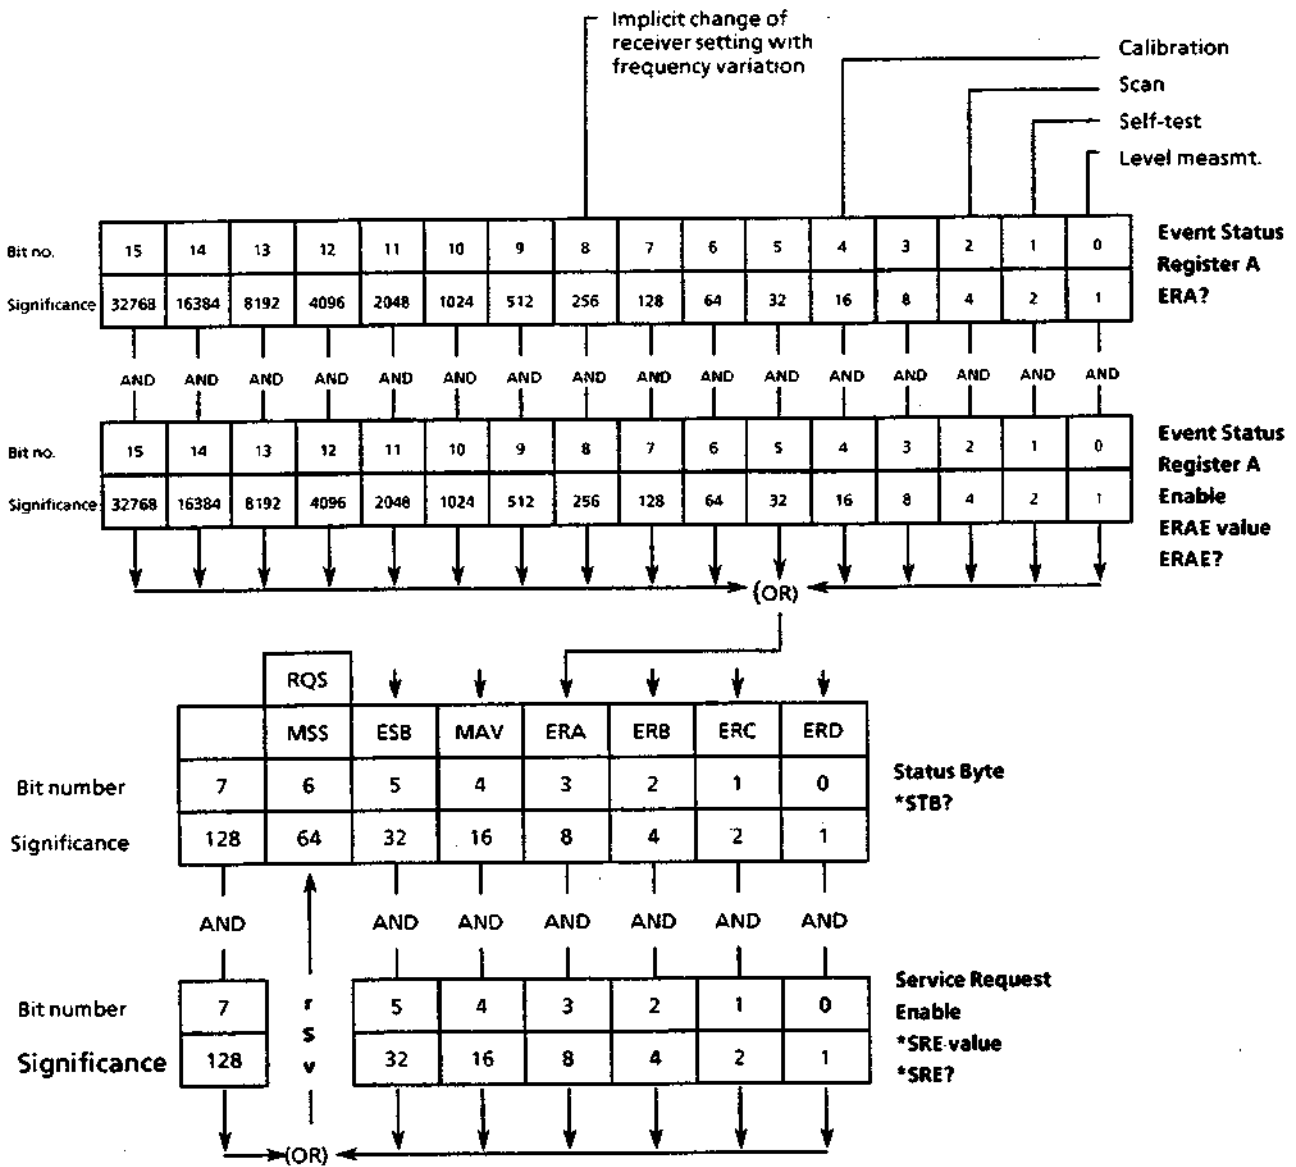 Implicit change of
receiver setting with
frequency variation
Calibration
Scan
Self-test
Level measmt.
Bit no. 15 14 13 12 11 10 9 8 7 6 5 4 3 2 1 0
Significance 32768 16384 8192 4096 2048 1024 512 256 128 64 32 16 8 4 2 1
Event Status
Register A
ERA?
AND AND AND AND AND AND AND AND AND AND AND AND AND AND AND AND
Bit no. 15 14 13 12 11 10 9 8 7 6 5 4 3 2 1 0
Significance 32768 16384 8192 4096 2048 1024 512 256 128 64 32 16 8 4 2 1
Event Status
Register A
Enable
ERAE value
ERAE?
(OR)
RQS
MSS ESB MAV ERA ERB ERC ERD
Bit number 7 6 5 4 3 2 1 0
Significance 128 64 32 16 8 4 2 1
Status Byte
*STB?
AND AND AND AND AND AND AND
Bit number 7 5 4 3 2 1 0
Significance 128 32 16 8 4 2 1
r
s
v
Service Request
Enable
*SRE value
*SRE?
(OR)